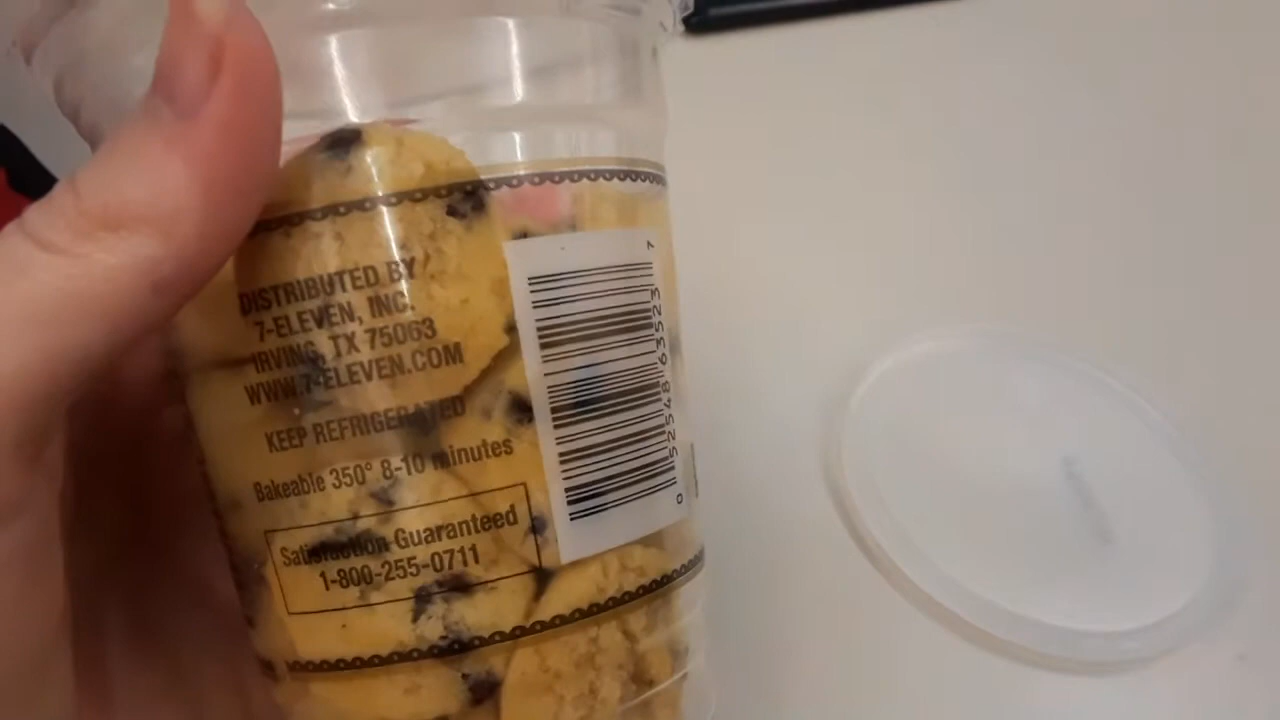 DISTRIBUTED BY
7-ELEVEN, INC.
IRVING, TX 75063
WWW.7-ELEVEN.COM
KEEP REFRIGERATED
Bakeable 350° 8-10 minutes
Satisfaction Guaranteed
1-800-255-0711
0 52548 63523 7